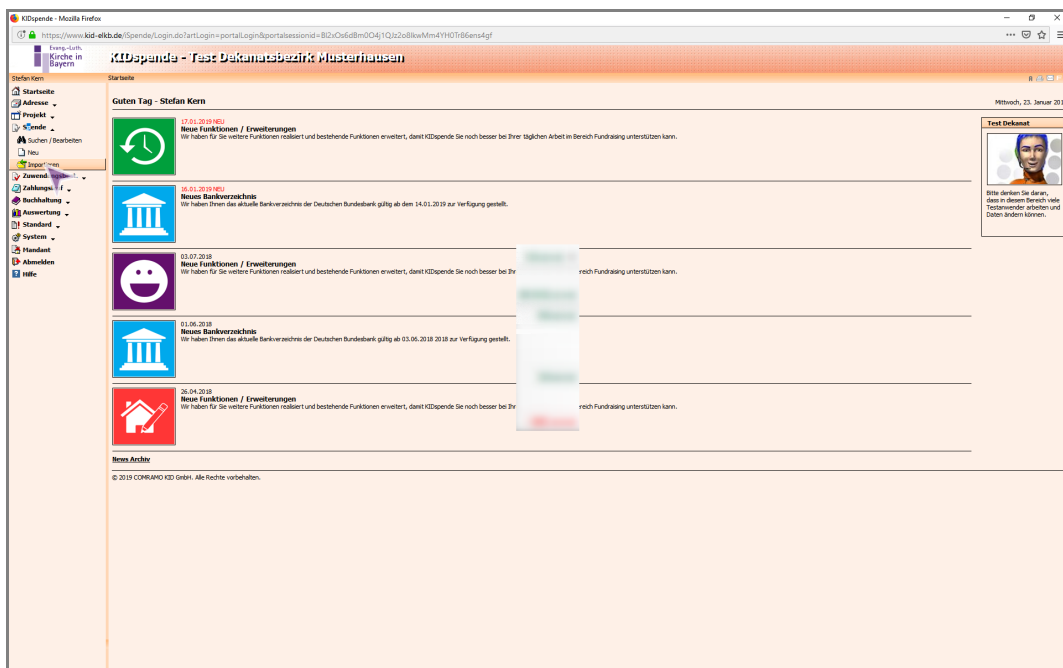 KIDspende - Mozilla Firefox
https://www.kid-elkb.de/iSpende/Login.do?artLogin=portalLogin&portalsessionid=
Evang.-Luth.
Kirche in
Bayern
KIDspende - Test Dekanatsbezirk Musterhausen
Stefan Kern
Startseite
Startseite
Adresse
Projekt
Spende
Suchen / Bearbeiten
Neu
Importieren
Zahlungslauf
Buchhaltung
Auswertung
Standard
System
Mandant
Abmelden
Hilfe
Guten Tag - Stefan Kern
Mittwoch, 23. Januar 201
17.01.2019 NEU
Neue Funktionen / Erweiterungen
Wir haben für Sie weitere Funktionen realisiert und bestehende Funktionen erweitert, damit KIDspende Sie noch besser bei Ihrer täglichen Arbeit im Bereich Fundraising unterstützen kann.
16.01.2019 NEU
Neues Bankverzeichnis
Wir haben Ihnen das aktuelle Bankverzeichnis der Deutschen Bundesbank gültig ab dem 14.01.2019 zur Verfügung gestellt.
03.07.2018
Neue Funktionen / Erweiterungen
Wir haben für Sie weitere Funktionen realisiert und bestehende Funktionen erweitert, damit KIDspende Sie noch besser bei Ihr ereich Fundraising unterstützen kann.
01.06.2018
Neues Bankverzeichnis
Wir haben Ihnen das aktuelle Bankverzeichnis der Deutschen Bundesbank gültig ab 03.06.2018 2018 zur Verfügung gestellt.
26.04.2018
Neue Funktionen / Erweiterungen
Wir haben für Sie weitere Funktionen realisiert und bestehende Funktionen erweitert, damit KIDspende Sie noch besser bei Ihr ereich Fundraising unterstützen kann.
News Archiv
© 2019 COMRAMO KID GmbH. Alle Rechte vorbehalten.
Test Dekanat
Bitte denken Sie daran,
dass in diesem Bereich viele
Testanwender arbeiten und
Daten ändern können.